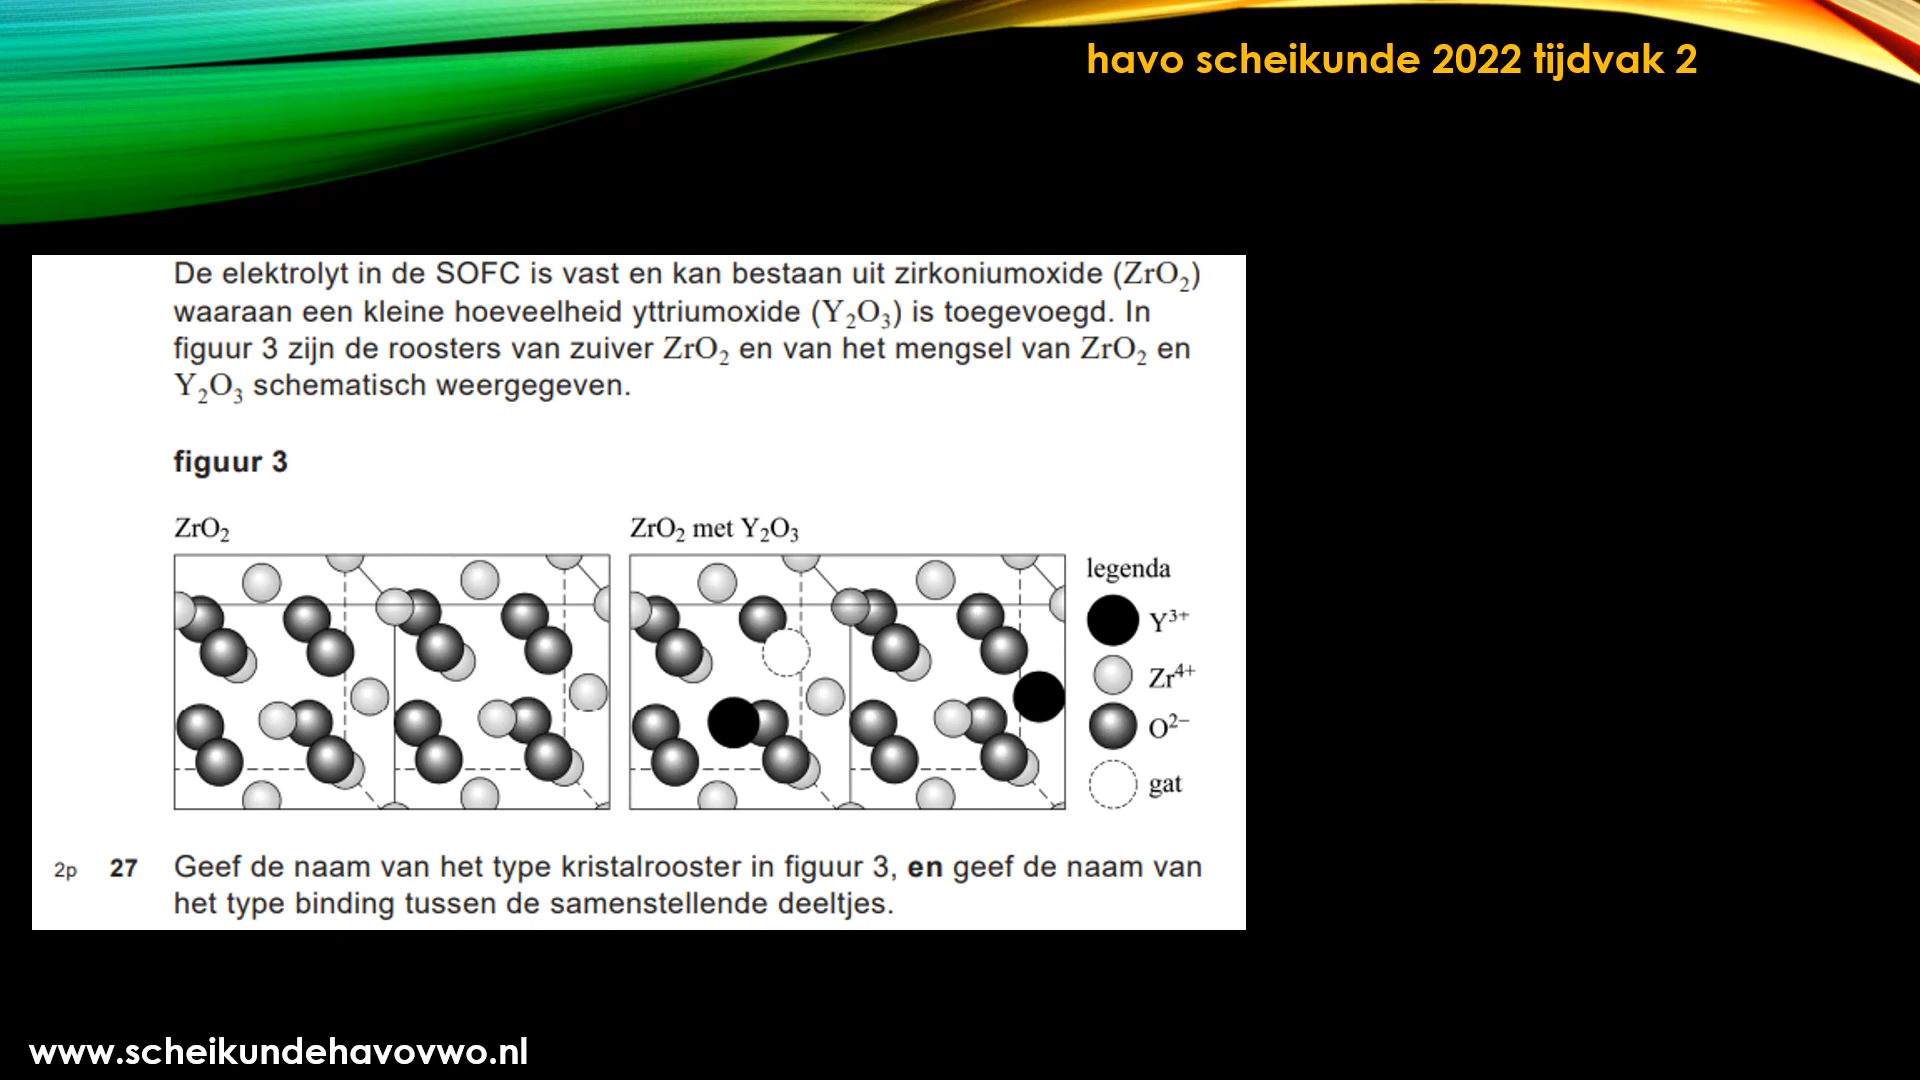 havo scheikunde 2022 tijdvak 2
De elektrolyt in de SOFC is vast en kan bestaan uit zirkoniumoxide (ZrO₂)
waaraan een kleine hoeveelheid yttriumoxide (Y₂O₃) is toegevoegd. In
figuur 3 zijn de roosters van zuiver ZrO₂ en van het mengsel van ZrO₂ en
Y₂O₃ schematisch weergegeven.
figuur 3
ZrO₂
ZrO₂ met Y₂O₃
legenda
Y³⁺
Zr⁴⁺
O²⁻
gat
2p 27 Geef de naam van het type kristalrooster in figuur 3, en geef de naam van
het type binding tussen de samenstellende deeltjes.
www.scheikundehavovwo.nl